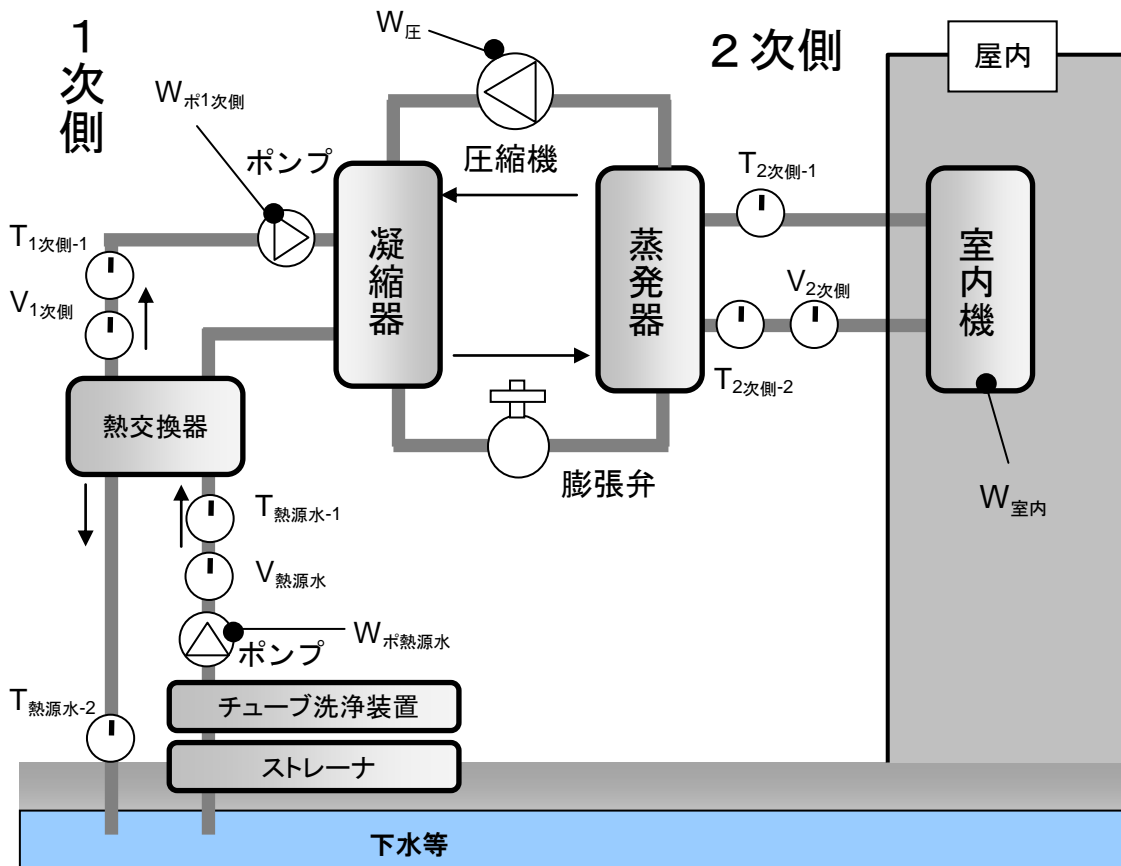 １次側
W圧
２次側
屋内
Wポ1次側
ポンプ
圧縮機
T2次側-1
T1次側-1
凝縮器
蒸発器
室内機
V1次側
V2次側
T2次側-2
熱交換器
膨張弁
W室内
T熱源水-1
V熱源水
Wポ熱源水
ポンプ
T熱源水-2
チューブ洗浄装置
ストレーナ
下水等